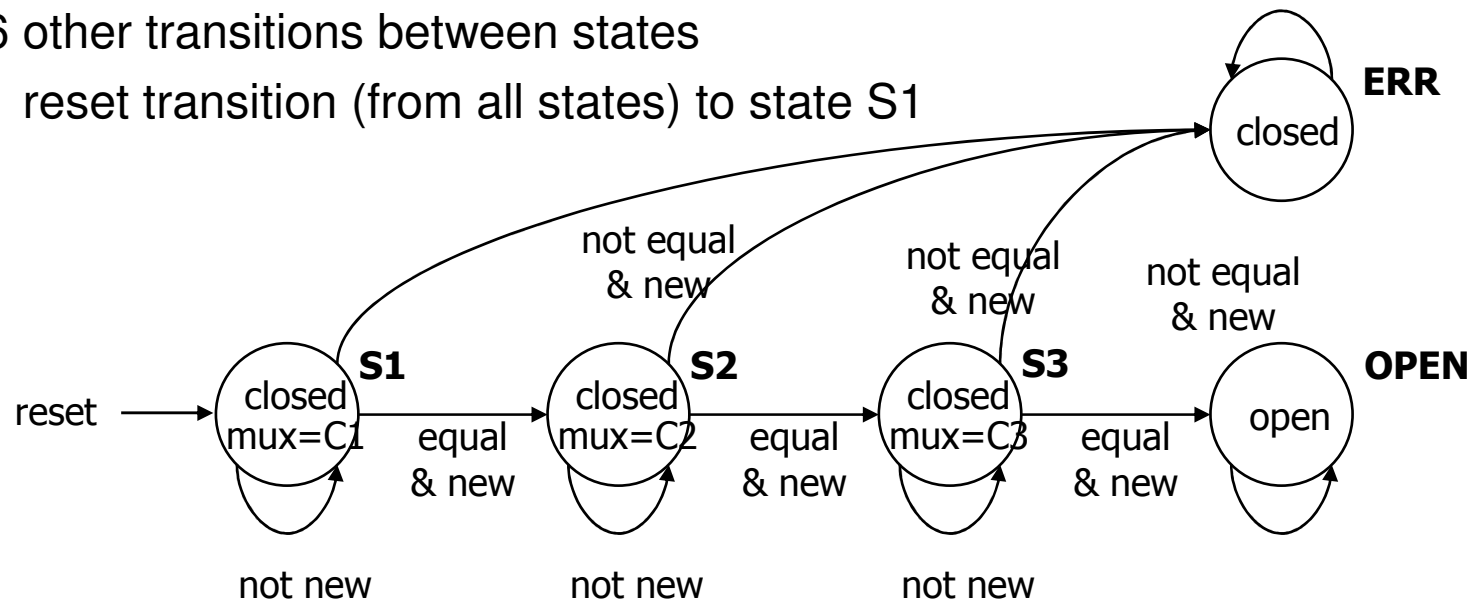 6 other transitions between states
reset transition (from all states) to state S1
ERR
closed
not equal
& new
not equal
& new
not equal
& new
S1
S2
S3
OPEN
reset
closed
mux=C1
equal
& new
closed
mux=C2
equal
& new
closed
mux=C3
equal
& new
open
not new
not new
not new